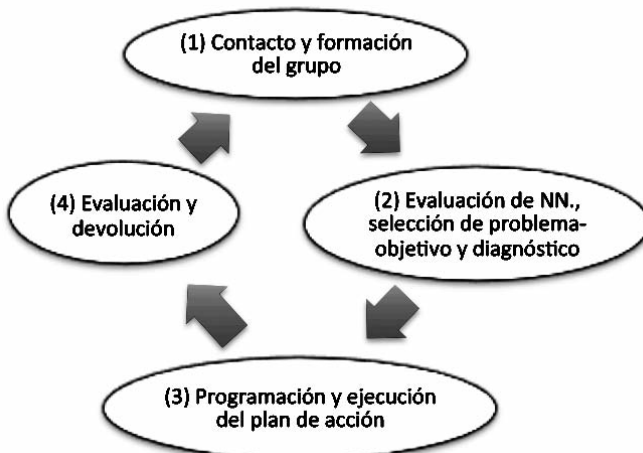 (1) Contacto y formación
del grupo
(2) Evaluación de NN.,
selección de problema-
objetivo y diagnóstico
(3) Programación y ejecución
del plan de acción
(4) Evaluación y
devolución